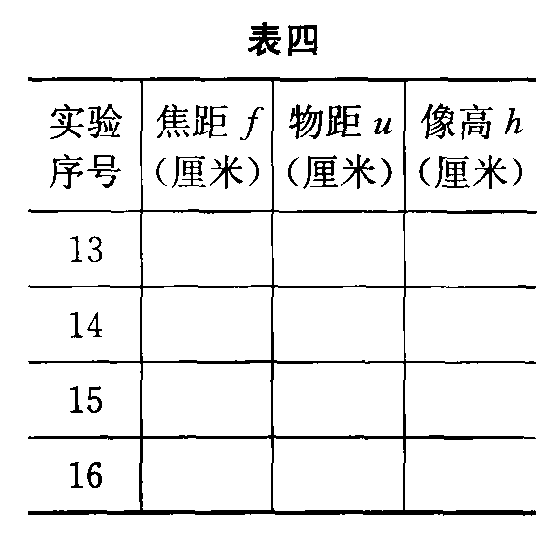 表四
实验 焦距 f 物距 u 像高 h
序号 (厘米) (厘米) (厘米)
13
14
15
16